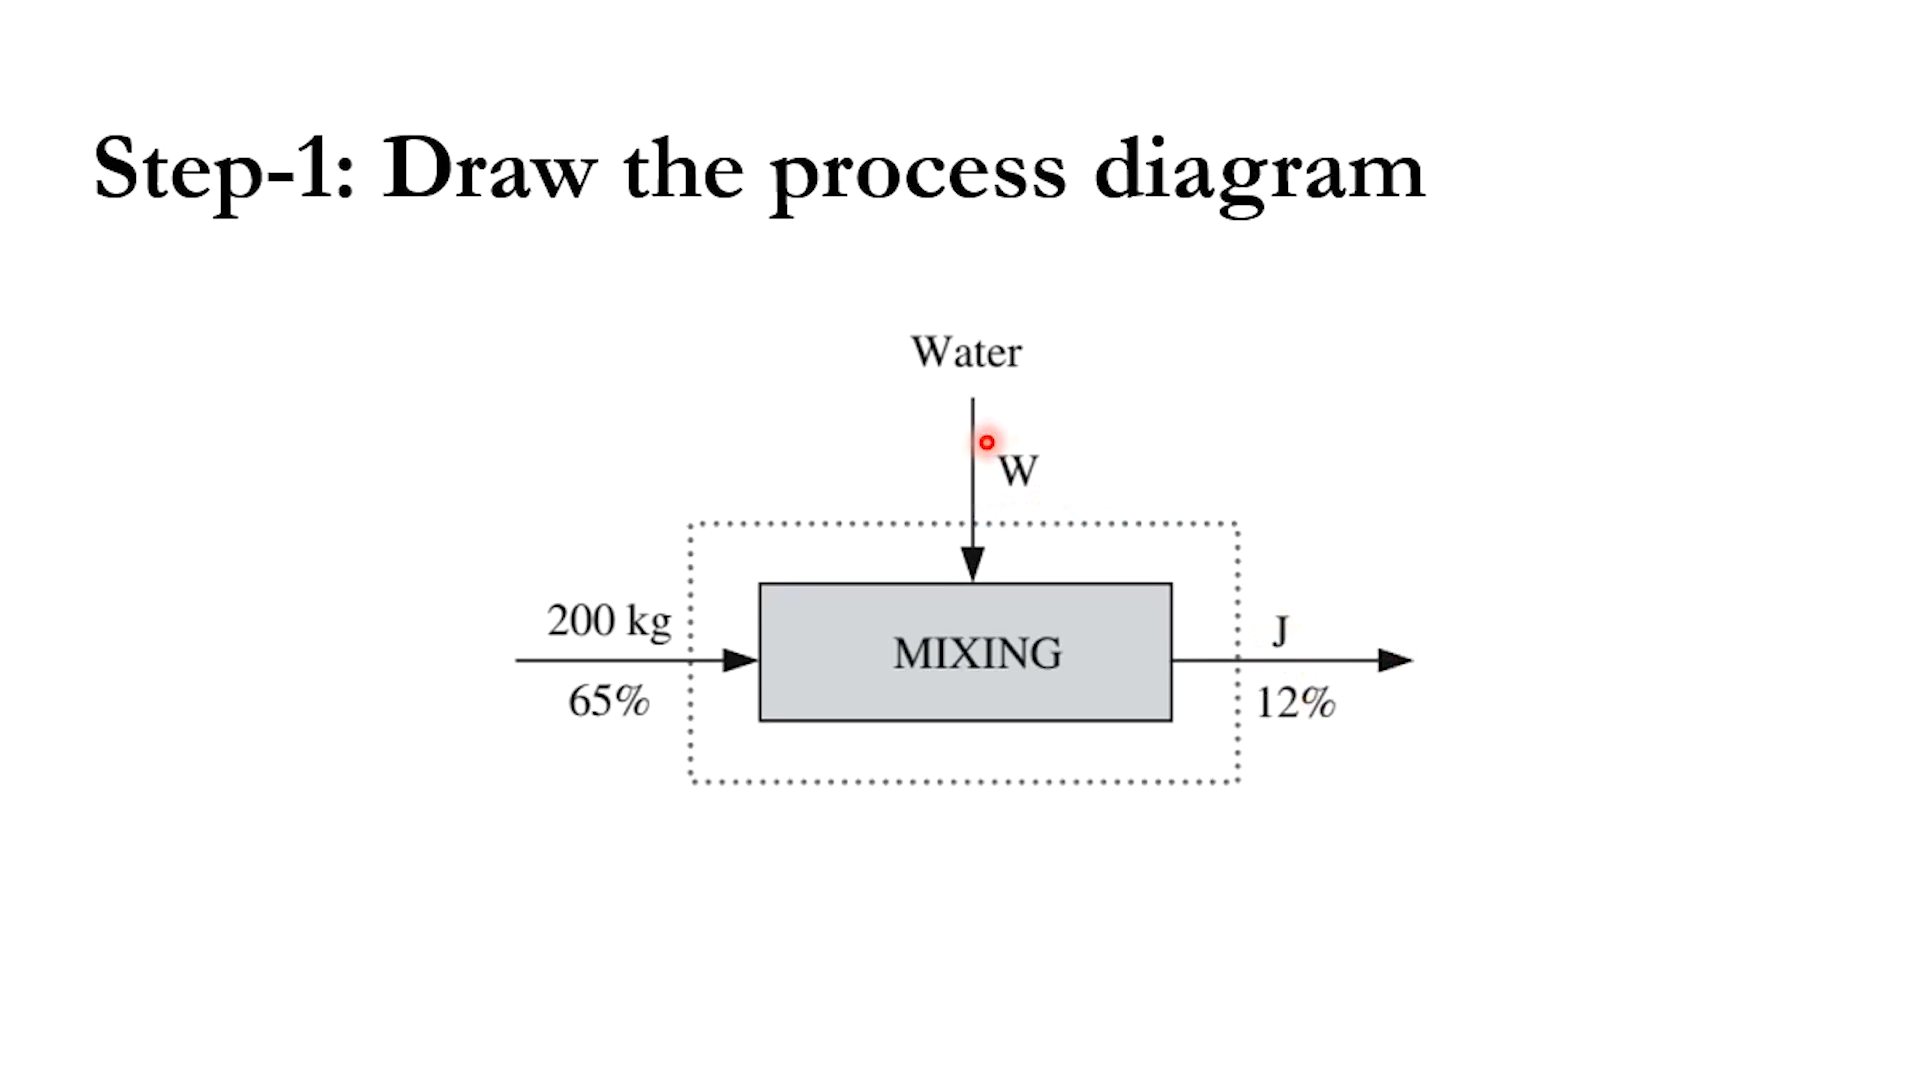 Step-1: Draw the process diagram
Water
W
200 kg
65%
MIXING
J
12%